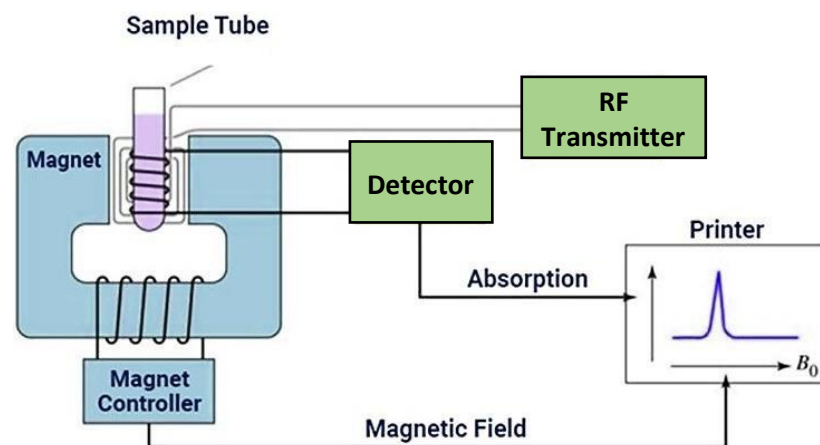 Sample Tube
RF
Transmitter
Magnet
Detector
Printer
Absorption
B₀
Magnet
Controller
Magnetic Field